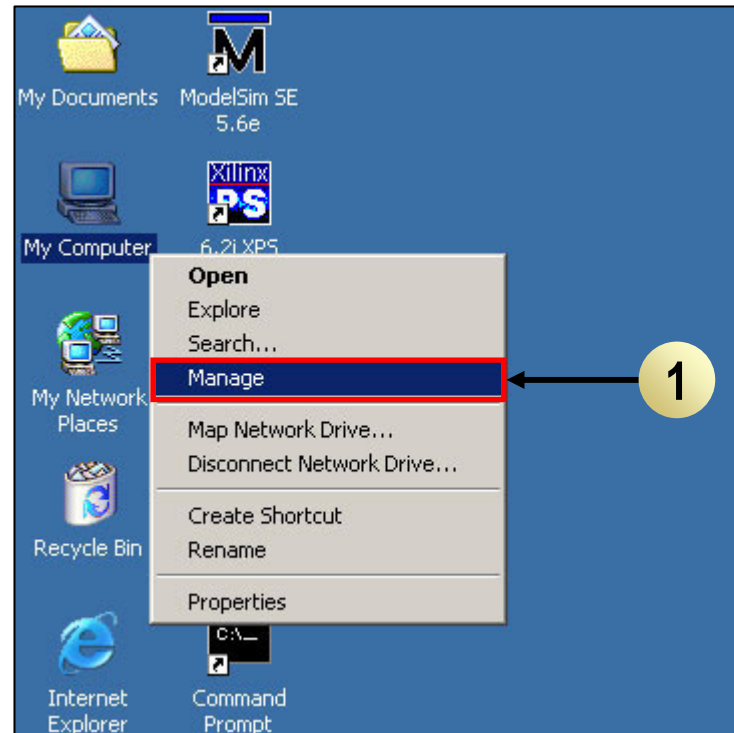 M
My Documents
ModelSim SE
5.6e
Xilinx
PS
My Computer
6.2i XPS
Open
Explore
Search...
Manage
1
My Network
Places
Map Network Drive...
Disconnect Network Drive...
Create Shortcut
Recycle Bin
Rename
Properties
C:\_
Internet
Explorer
Command
Prompt